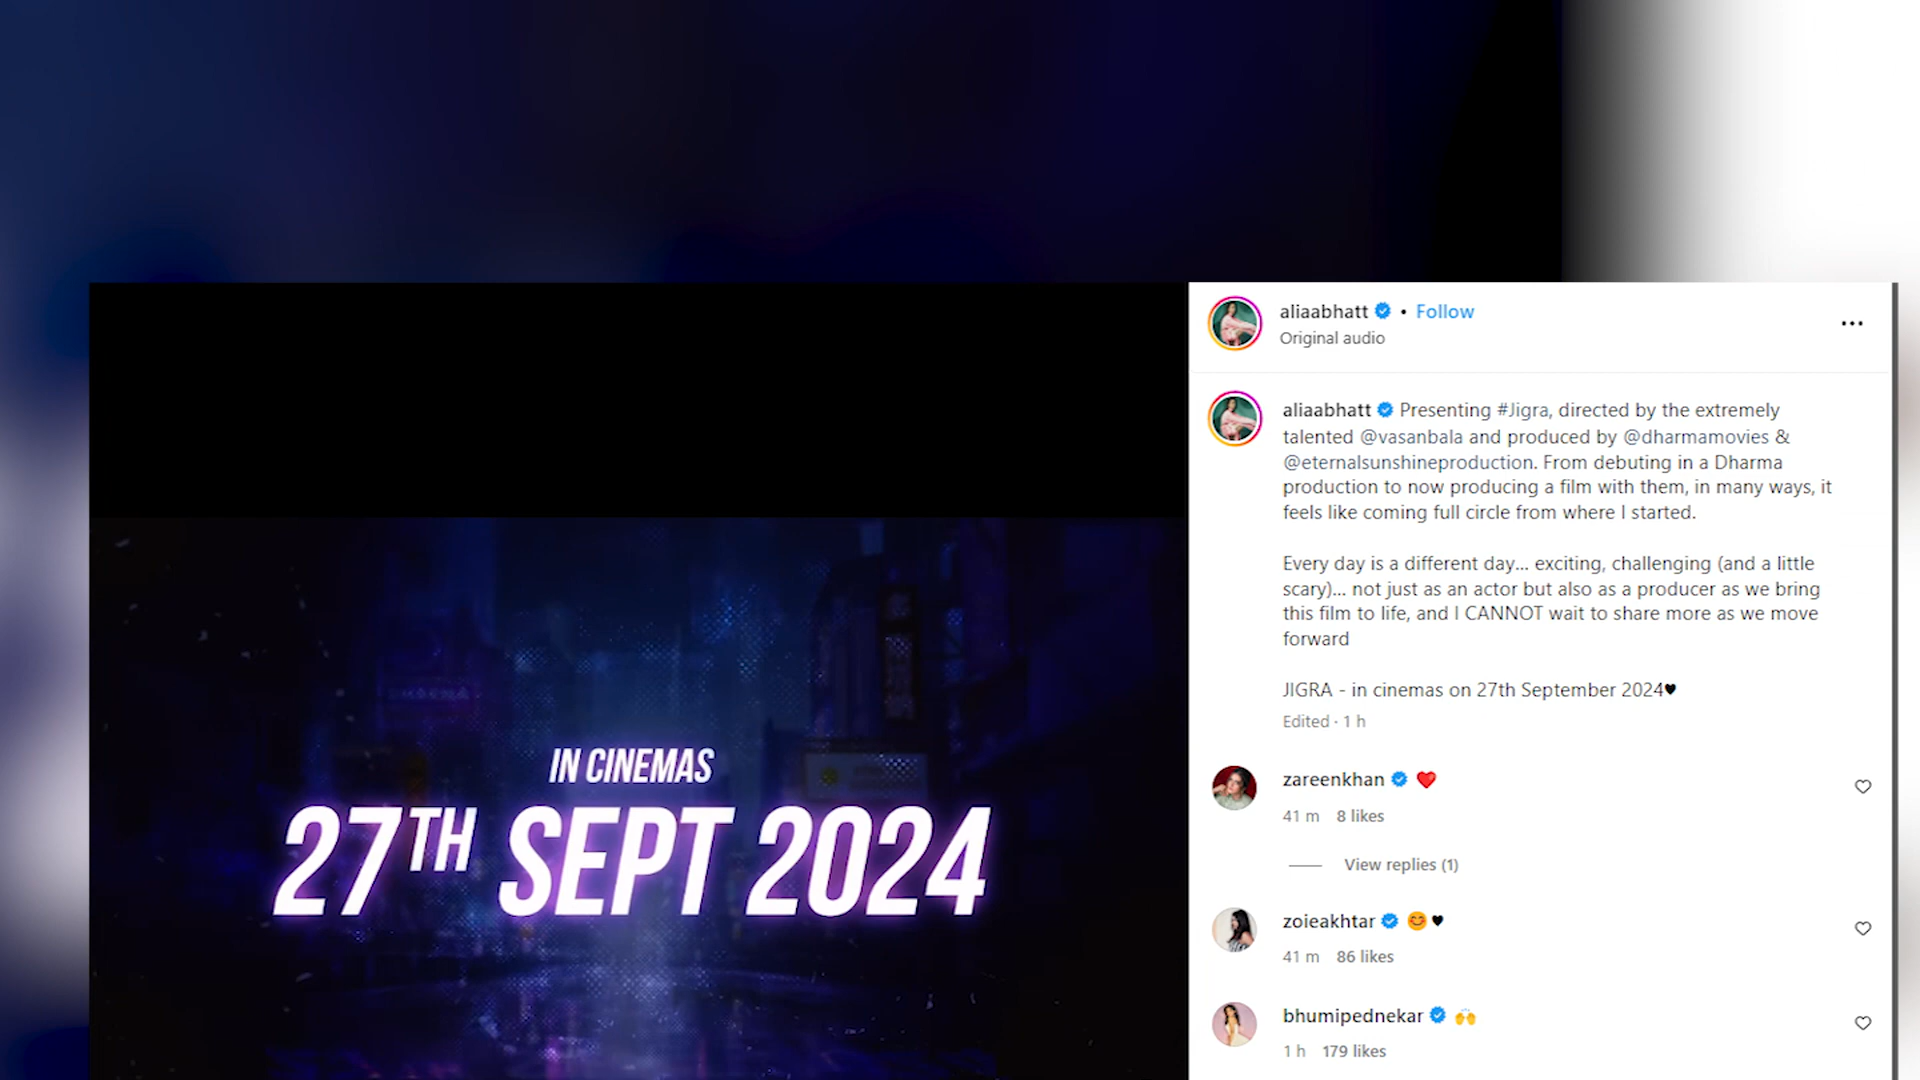 IN CINEMAS
27TH SEPT 2024
aliaabhatt • Follow
Original audio
aliaabhatt Presenting #Jigra, directed by the extremely
talented @vasanbala and produced by @dharmamovies &
@eternalsunshineproduction. From debuting in a Dharma
production to now producing a film with them, in many ways, it
feels like coming full circle from where I started.
Every day is a different day... exciting, challenging (and a little
scary)... not just as an actor but also as a producer as we bring
this film to life, and I CANNOT wait to share more as we move
forward
JIGRA - in cinemas on 27th September 2024🖤
Edited · 1 h
zareenkhan ❤️
41 m 8 likes
View replies (1)
zoieakhtar 😊🖤
41 m 86 likes
bhumipednekar 🙌
1 h 179 likes